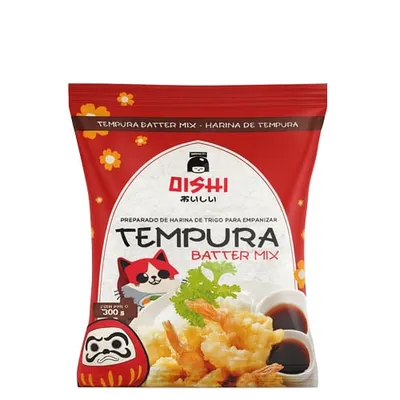 TEMPURA BATTER MIX - HARINA DE TEMPURA
OISHI
おいしい
PREPARADO DE HARINA DE TRIGO PARA EMPANIZAR
TEMPURA
BATTER MIX
300 g